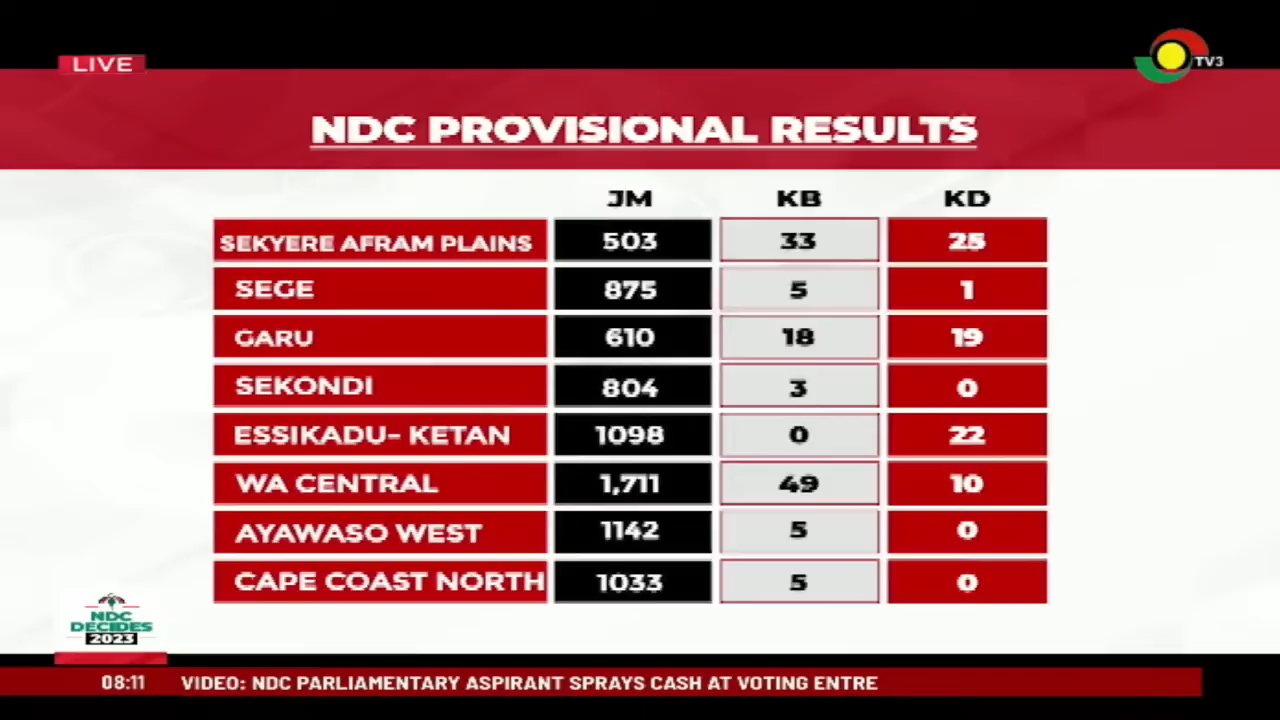 LIVE
TV3
NDC PROVISIONAL RESULTS
JM KB KD
SEKYERE AFRAM PLAINS 503 33 25
SEGE 875 5 1
GARU 610 18 19
SEKONDI 804 3 0
ESSIKADU- KETAN 1098 0 22
WA CENTRAL 1,711 49 10
AYAWASO WEST 1142 5 0
CAPE COAST NORTH 1033 5 0
NDC
DECIDES
2023
08:11 VIDEO: NDC PARLIAMENTARY ASPIRANT SPRAYS CASH AT VOTING ENTRE